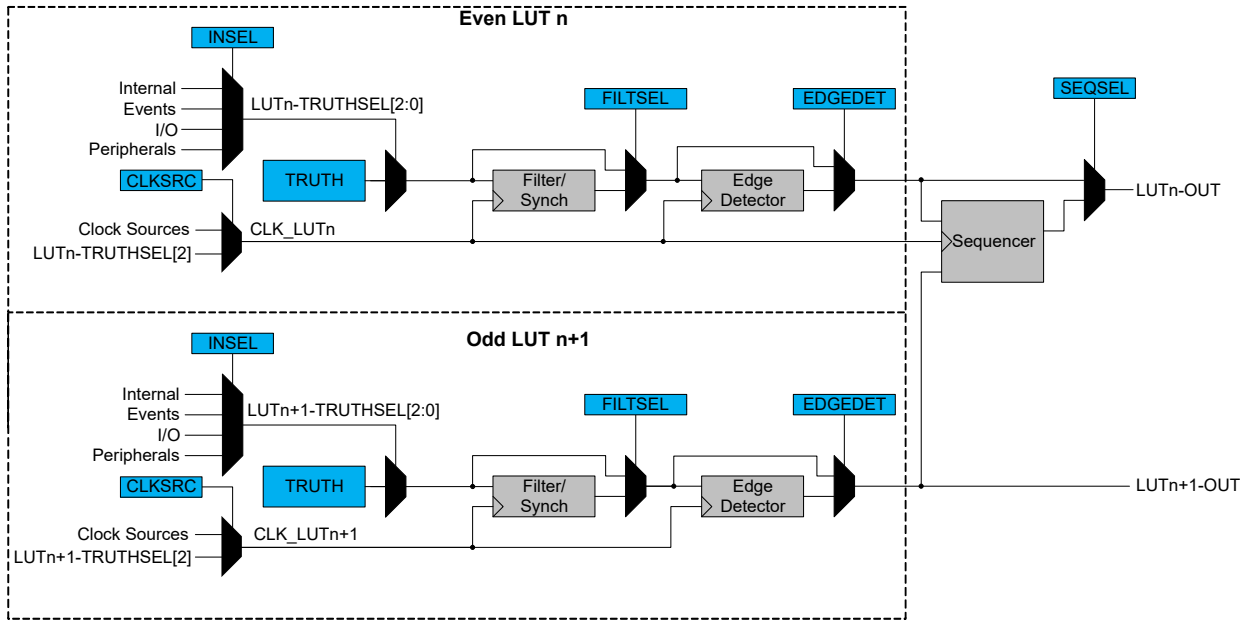 Even LUT n
INSEL
Internal
Events
I/O
Peripherals
LUTn-TRUTHSEL[2:0]
FILTSEL
EDGEDET
SEQSEL
CLKSRC
TRUTH
Filter/
Synch
Edge
Detector
LUTn-OUT
Clock Sources
LUTn-TRUTHSEL[2]
CLK_LUTn
Sequencer
Odd LUT n+1
INSEL
Internal
Events
I/O
Peripherals
LUTn+1-TRUTHSEL[2:0]
FILTSEL
EDGEDET
CLKSRC
TRUTH
Filter/
Synch
Edge
Detector
LUTn+1-OUT
Clock Sources
LUTn+1-TRUTHSEL[2]
CLK_LUTn+1